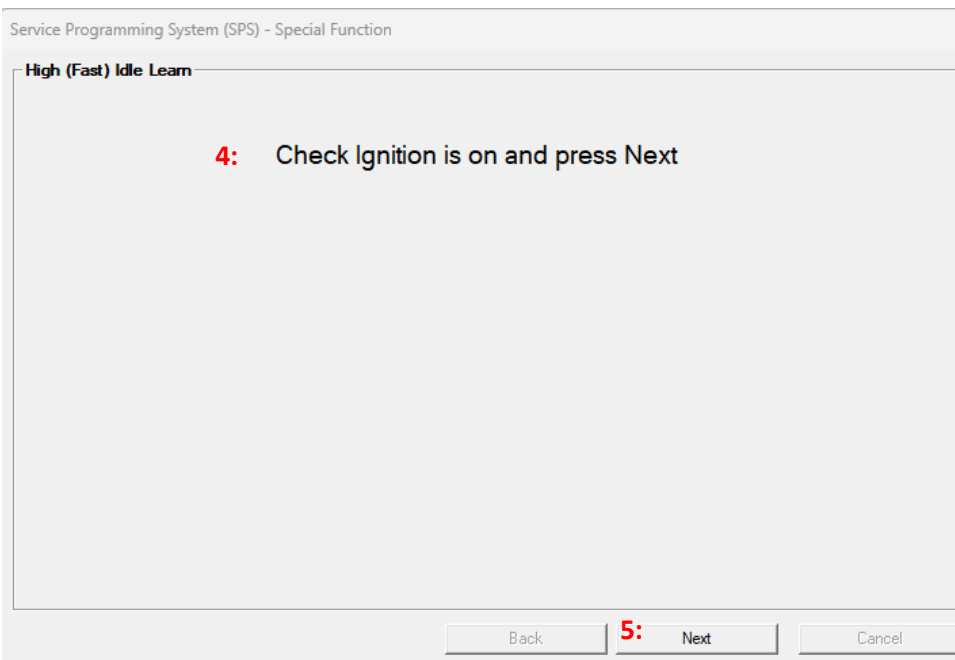 Service Programming System (SPS) - Special Function
High (Fast) Idle Learn
4: Check Ignition is on and press Next
Back 5: Next Cancel